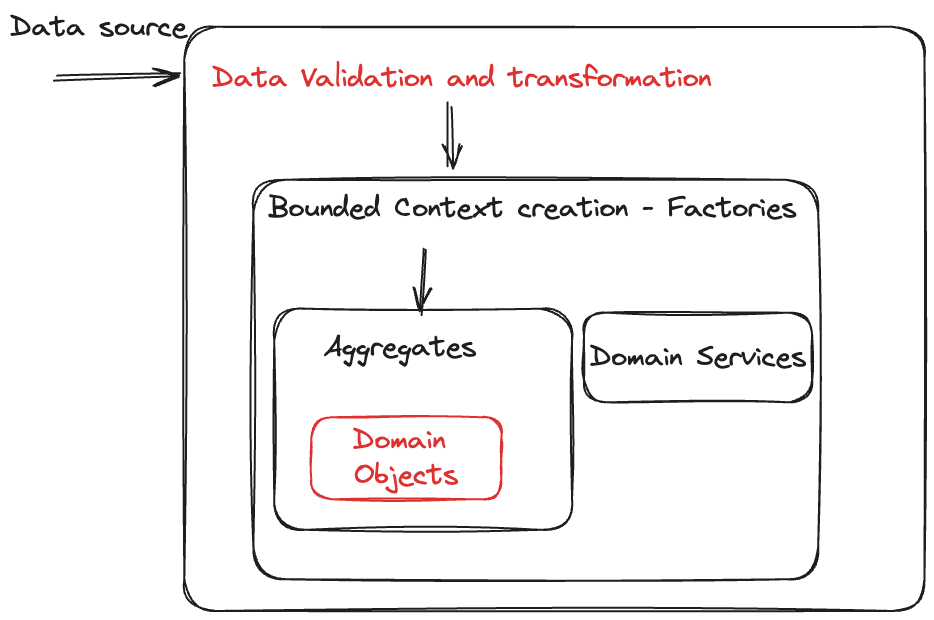 Data source
Data Validation and transformation
Bounded Context creation - Factories
Aggregates
Domain Services
Domain
Objects